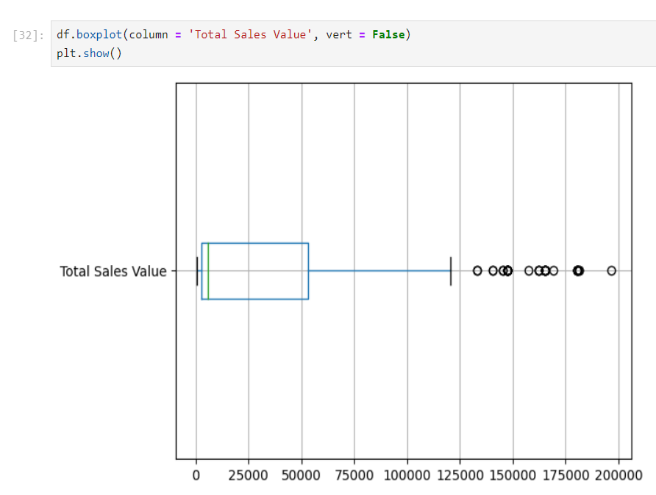 [32]: df.boxplot(column = 'Total Sales Value', vert = False)
plt.show()
Total Sales Value
0 25000 50000 75000 100000 125000 150000 175000 200000